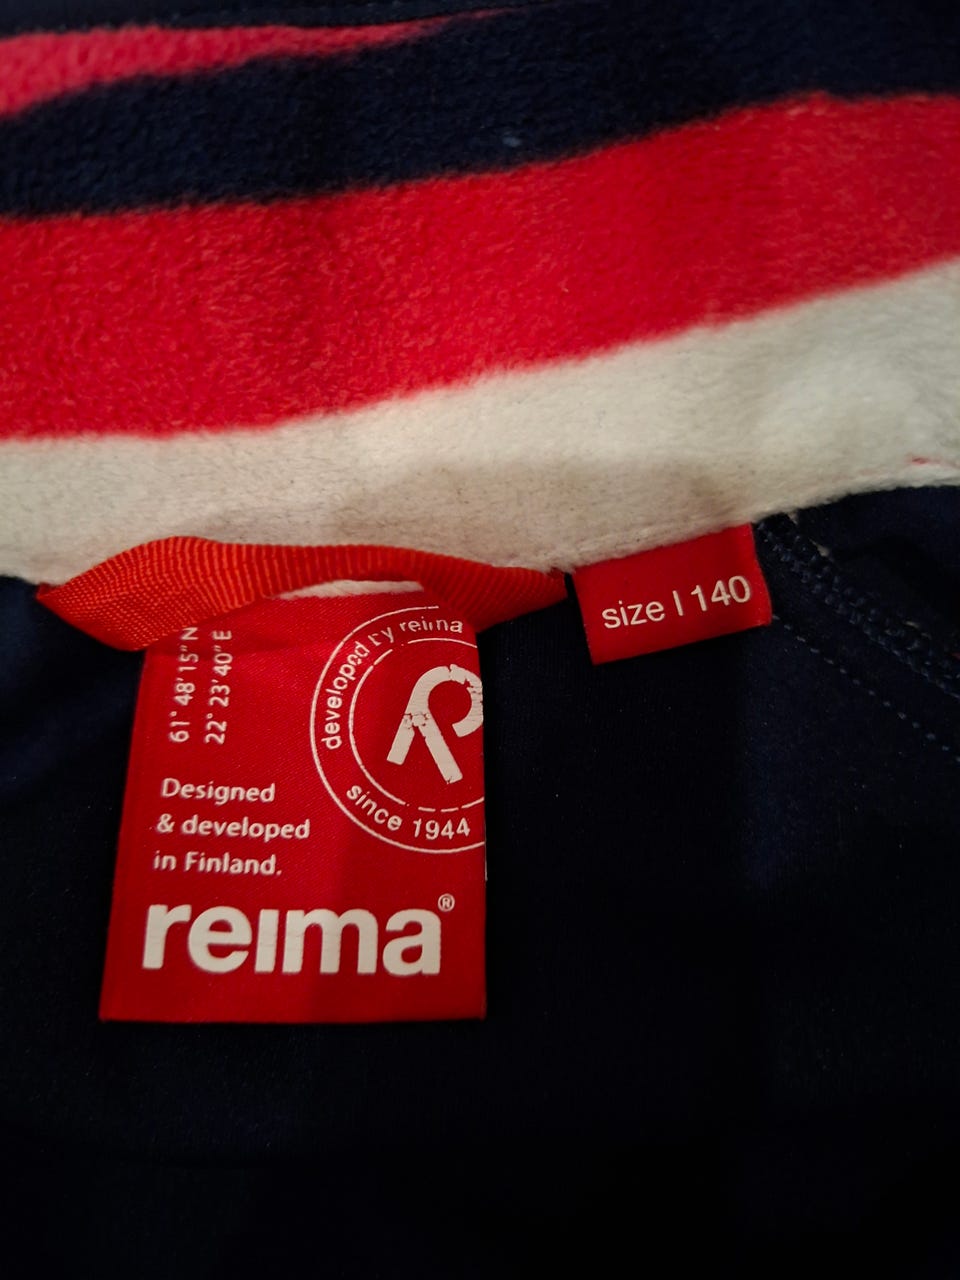 size | 140
61° 48'15" N
22° 23'40" E
developed by reima
since 1944
Designed
& developed
in Finland.
reima®